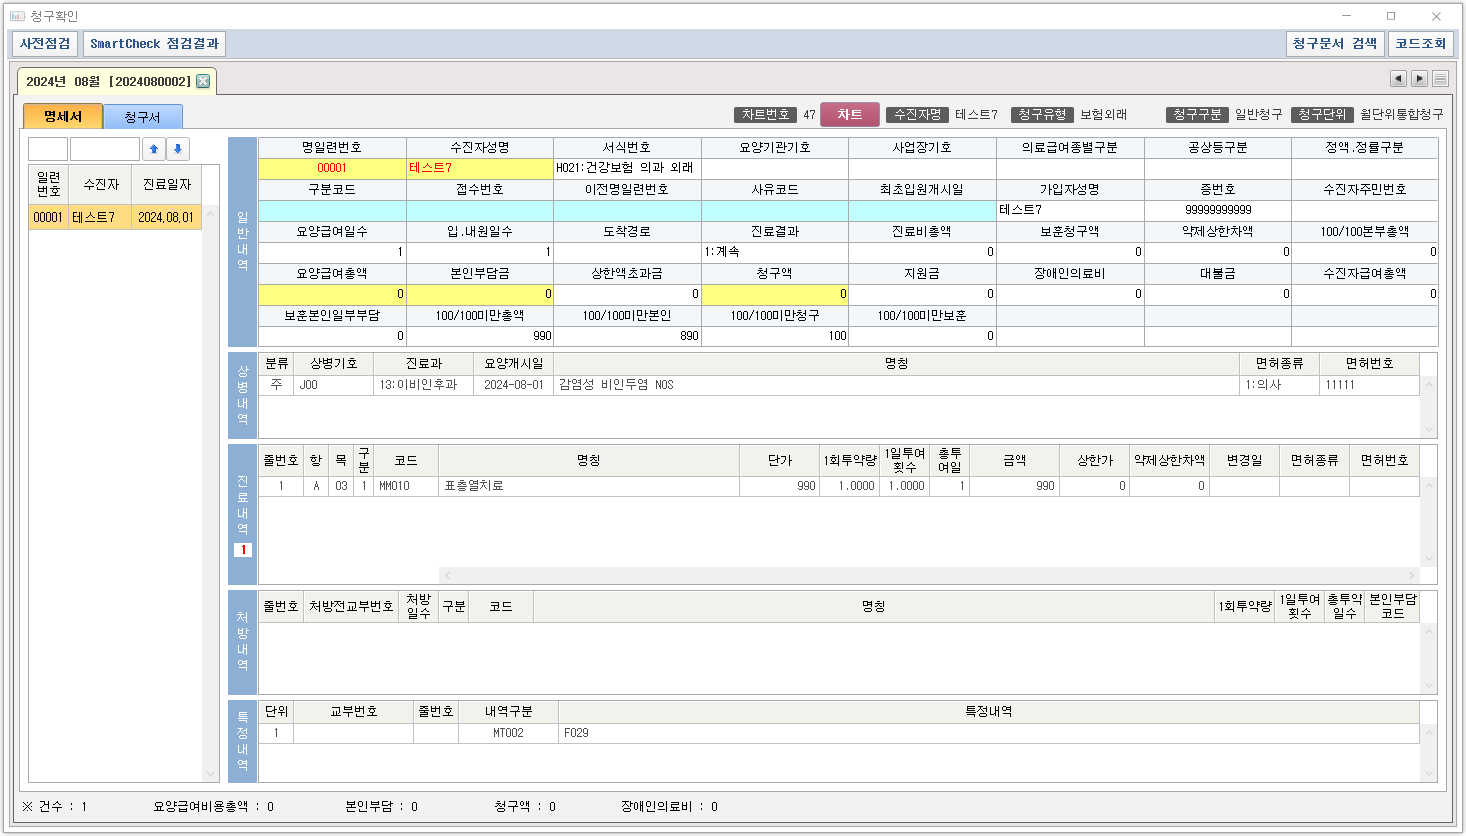 청구확인
사전점검 SmartCheck 점검결과 청구문서 검색 코드조회
2024년 08월 [2024080002]
명세서 청구서 차트번호 47 차트 수진자명 테스트7 청구유형 보험외래 청구구분 일반청구 청구단위 월단위통합청구
일련번호 수진자 진료일자
00001 테스트7 2024.08.01
일반내역
명일련번호 수진자성명 서식번호 요양기관기호 사업장기호 의료급여종별구분 공상등구분 정액.정률구분
00001 테스트7 H021:건강보험 의과 외래
구분코드 접수번호 이전명일련번호 사유코드 최초입원개시일 가입자성명 증번호 수진자주민번호
테스트7 99999999999
요양급여일수 입.내원일수 도착경로 진료결과 진료비총액 보훈청구액 약제상한차액 100/100본부총액
1 1 1:계속 0 0 0 0
요양급여총액 본인부담금 상한액초과금 청구액 지원금 장애인의료비 대불금 수진자급여총액
0 0 0 0 0 0 0 0
보훈본인일부부담 100/100미만총액 100/100미만본인 100/100미만청구 100/100미만보훈
0 990 890 100 0
상병내역
분류 상병기호 진료과 요양개시일 명칭 면허종류 면허번호
주 J00 13:이비인후과 2024-08-01 감염성 비인두염 NOS 1:의사 11111
진료내역 1
줄번호 항 목 구분 코드 명칭 단가 1회투약량 1일투여횟수 총투여일 금액 상한가 약제상한차액 변경일 면허종류 면허번호
1 A 03 1 MM010 표층열치료 990 1.0000 1.0000 1 990 0 0
처방내역
줄번호 처방전교부번호 처방일수 구분 코드 명칭 1회투약량 1일투여횟수 총투약일수 본인부담코드
특정내역
단위 교부번호 줄번호 내역구분 특정내역
1 MT002 F029
※ 건수 : 1 요양급여비용총액 : 0 본인부담 : 0 청구액 : 0 장애인의료비 : 0